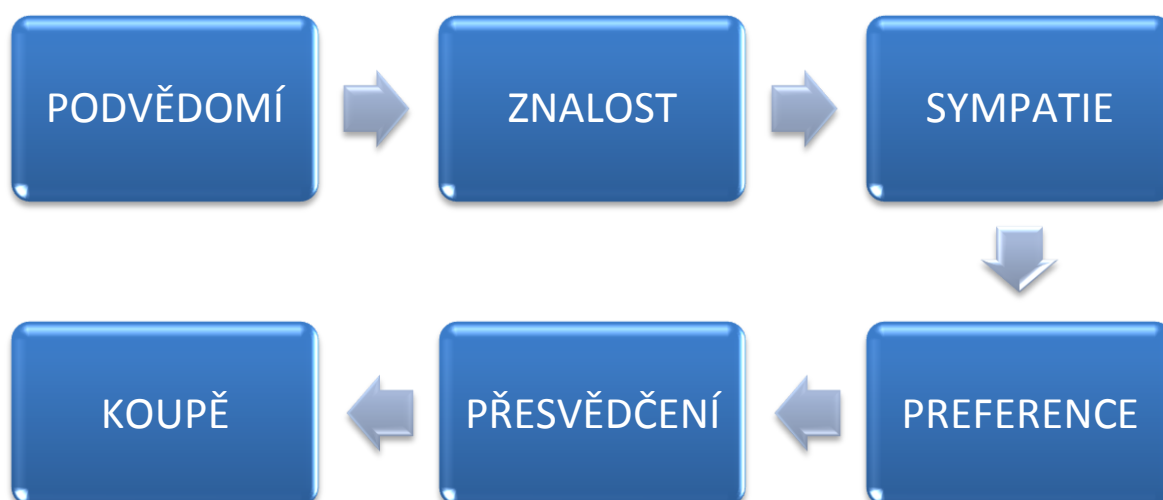 PODVĚDOMÍ
ZNALOST
SYMPATIE
PREFERENCE
PŘESVĚDČENÍ
KOUPĚ